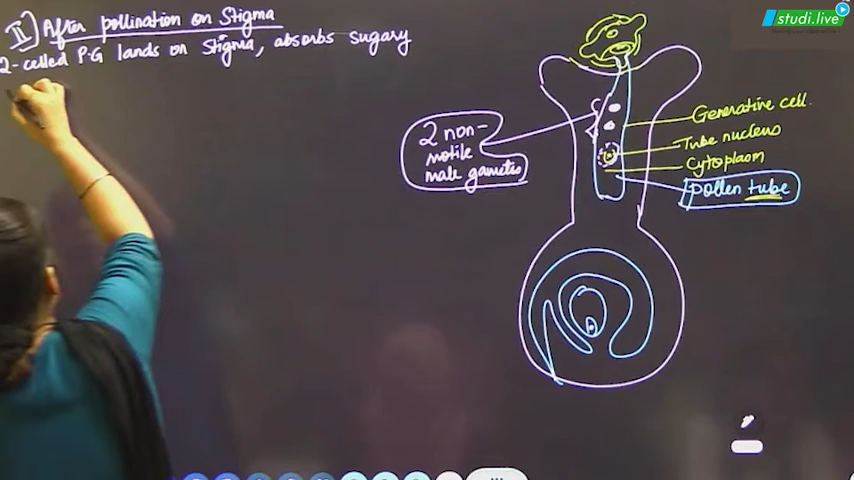 studi.live
II] After pollination on Stigma
2-celled P.G lands on Stigma, absorbs sugary
2 non-
motile
male gametes
Generative cell.
Tube nucleus
Cytoplasm
pollen tube